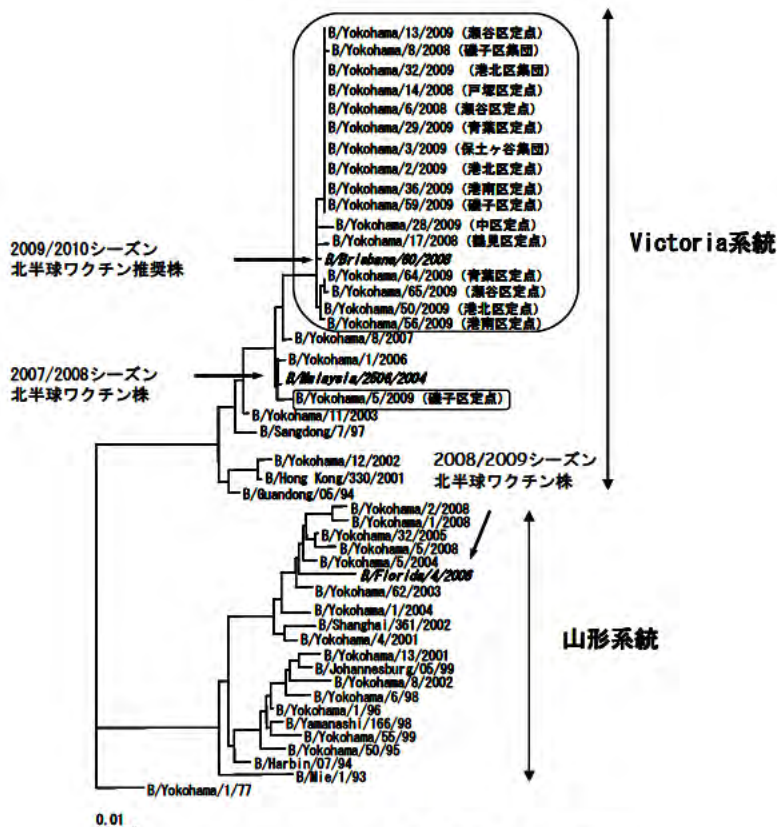 B/Yokohama/13/2009 (瀬谷区定点)
B/Yokohama/8/2008 (磯子区集団)
B/Yokohama/32/2009 (港北区集団)
B/Yokohama/14/2008 (戸塚区定点)
B/Yokohama/6/2008 (瀬谷区定点)
B/Yokohama/29/2009 (青葉区定点)
B/Yokohama/3/2009 (保土ヶ谷集団)
B/Yokohama/2/2009 (港北区定点)
B/Yokohama/36/2009 (港南区定点)
B/Yokohama/59/2009 (磯子区定点)
B/Yokohama/28/2009 (中区定点)
B/Yokohama/17/2008 (鶴見区定点)
B/Brisbane/60/2008
B/Yokohama/64/2009 (青葉区定点)
B/Yokohama/65/2009 (瀬谷区定点)
B/Yokohama/50/2009 (港北区定点)
B/Yokohama/56/2009 (港南区定点)
2009/2010シーズン
北半球ワクチン推奨株
Victoria系統
B/Yokohama/8/2007
B/Yokohama/1/2006
B/Malaysia/2506/2004
2007/2008シーズン
北半球ワクチン株
B/Yokohama/5/2009 (磯子区定点)
B/Yokohama/11/2003
B/Sangdong/7/97
B/Yokohama/12/2002
B/Hong Kong/330/2001
B/Guandong/05/94
2008/2009シーズン
北半球ワクチン株
B/Yokohama/2/2008
B/Yokohama/1/2008
B/Yokohama/32/2005
B/Yokohama/5/2008
B/Yokohama/5/2004
B/Florida/4/2006
B/Yokohama/62/2003
B/Yokohama/1/2004
B/Shanghai/361/2002
B/Yokohama/4/2001
山形系統
B/Yokohama/13/2001
B/Johannesburg/05/99
B/Yokohama/8/2002
B/Yokohama/6/98
B/Yokohama/1/96
B/Yamanashi/166/98
B/Yokohama/55/99
B/Yokohama/50/95
B/Harbin/07/94
B/Mie/1/93
B/Yokohama/1/77
0.01